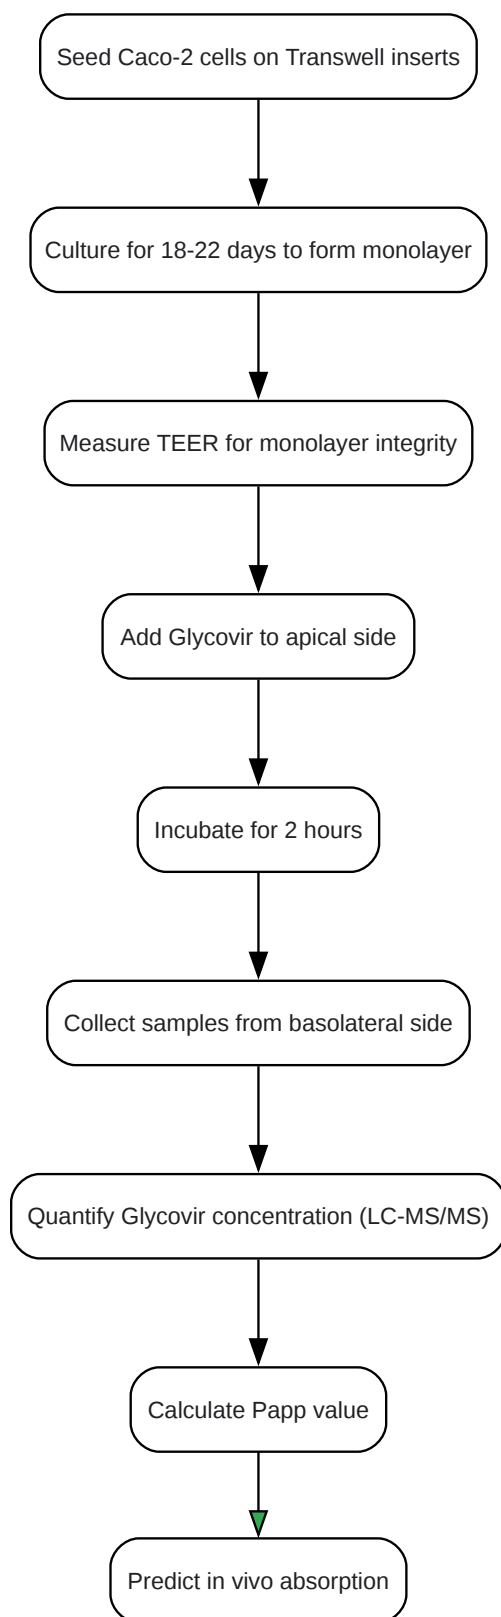 Seed Caco-2 cells on Transwell inserts
Culture for 18-22 days to form monolayer
Measure TEER for monolayer integrity
Add Glycovir to apical side
Incubate for 2 hours
Collect samples from basolateral side
Quantify Glycovir concentration (LC-MS/MS)
Calculate Papp value
Predict in vivo absorption